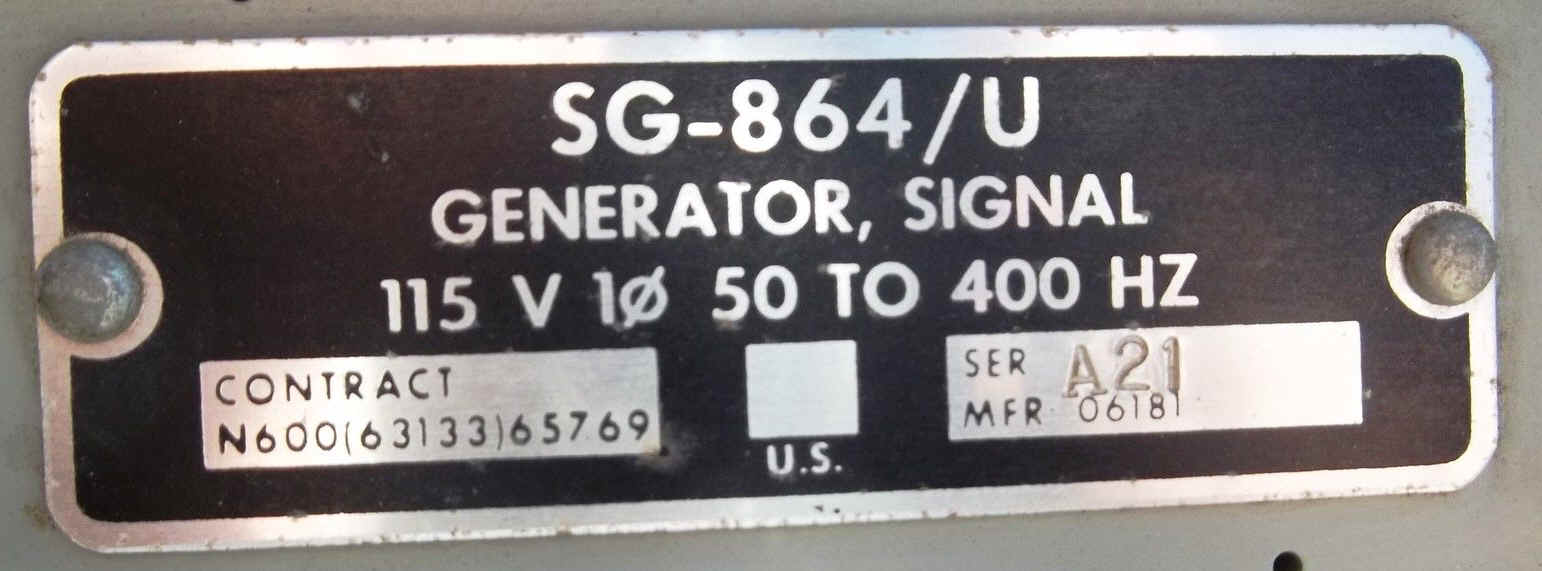 SG-864/U
GENERATOR, SIGNAL
115 V 1ø 50 TO 400 HZ
CONTRACT
N600(63133)65769
U.S.
SER A21
MFR 06181